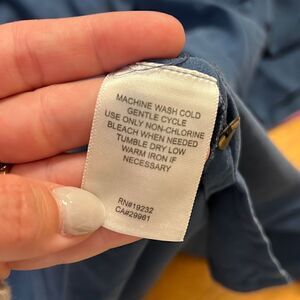 MACHINE WASH COLD
GENTLE CYCLE
USE ONLY NON-CHLORINE
BLEACH WHEN NEEDED
TUMBLE DRY LOW
WARM IRON IF
NECESSARY
RN#19232
CA#29961